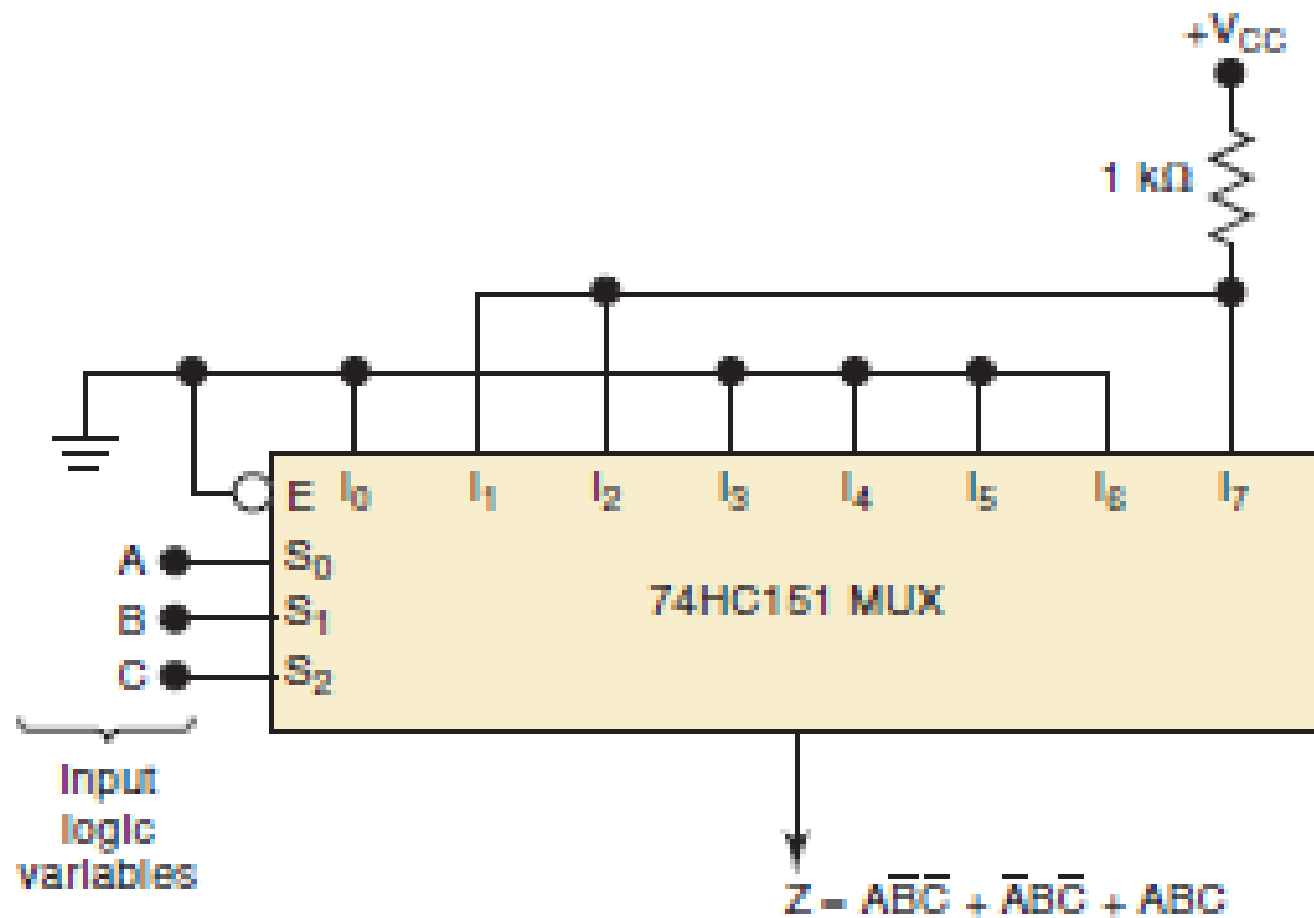 +V_CC
1 kΩ
E I₀ I₁ I₂ I₃ I₄ I₅ I₆ I₇
A S₀
B S₁
C S₂
74HC151 MUX
Input
logic
variables
Z = AB̅C̅ + A̅BC̅ + ABC